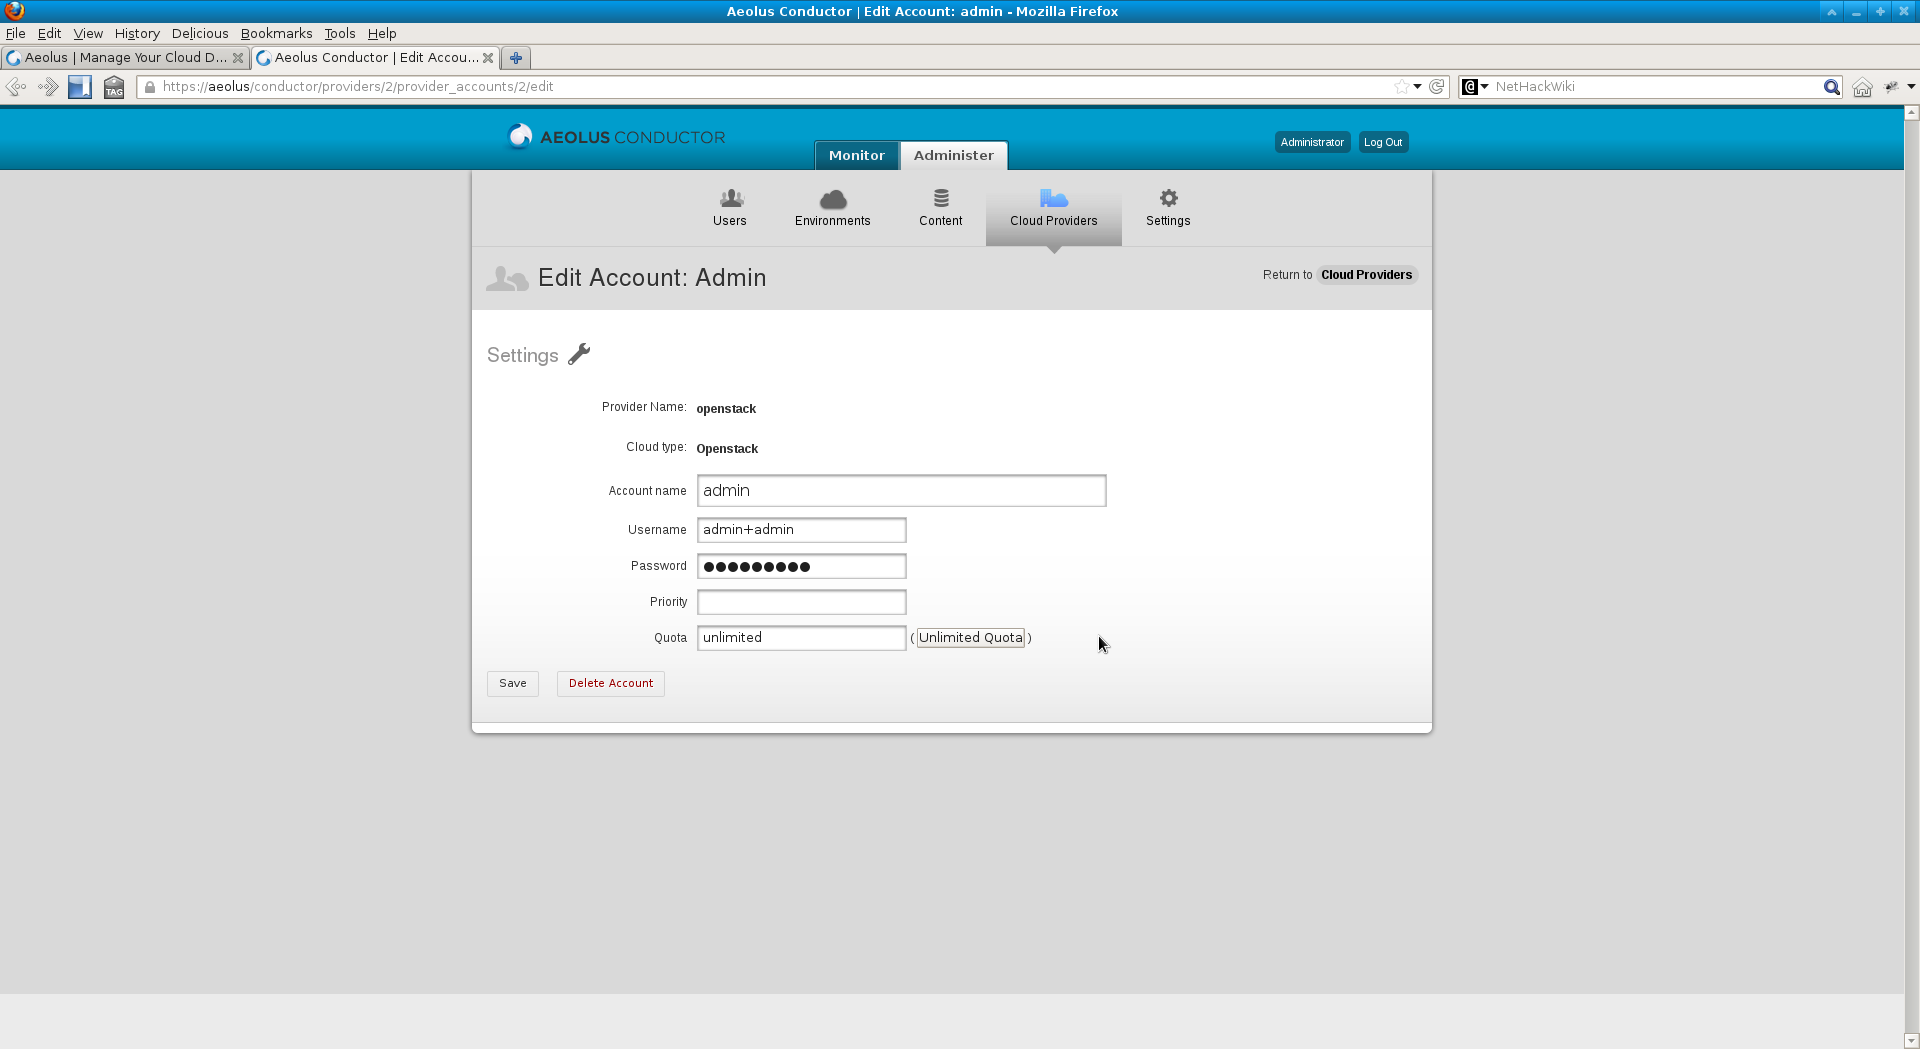 Aeolus Conductor | Edit Account: admin - Mozilla Firefox
File Edit View History Delicious Bookmarks Tools Help
Aeolus | Manage Your Cloud D... Aeolus Conductor | Edit Accou...
TAG https://aeolus/conductor/providers/2/provider_accounts/2/edit @ NetHackWiki
AEOLUS CONDUCTOR
Monitor Administer
Administrator Log Out
Users Environments Content Cloud Providers Settings
Edit Account: Admin
Return to Cloud Providers
Settings
Provider Name: openstack
Cloud type: Openstack
Account name admin
Username admin+admin
Password ●●●●●●●●●
Priority
Quota unlimited ( Unlimited Quota )
Save Delete Account